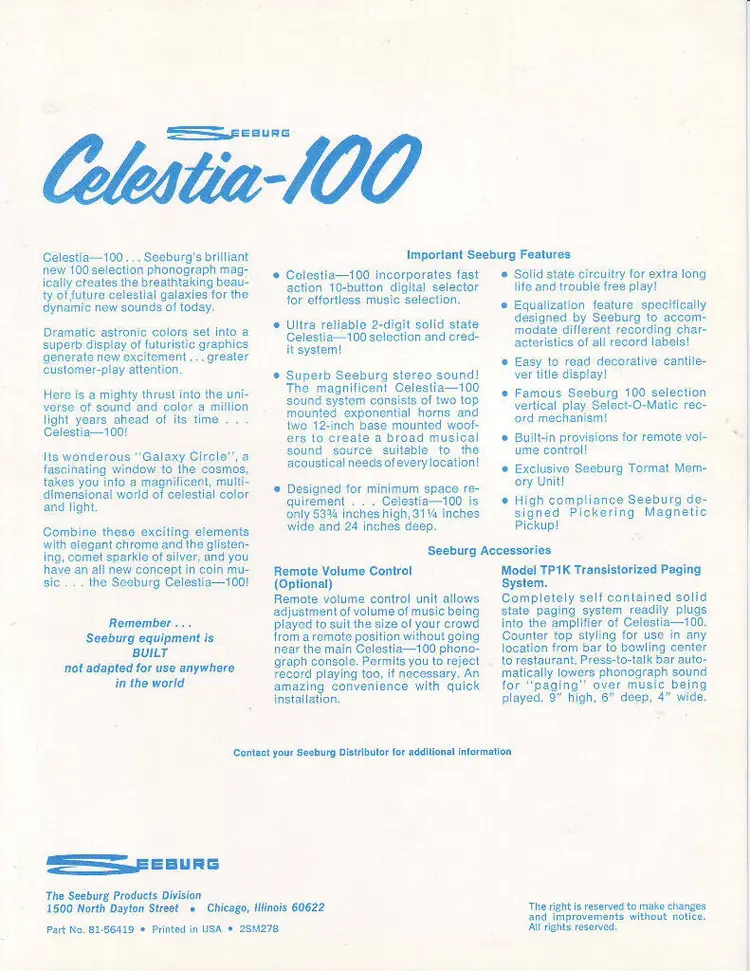 SEEBURG
Celestia-100
Celestia—100 . . . Seeburg's brilliant
new 100 selection phonograph mag-
ically creates the breathtaking beau-
ty of future celestial galaxies for the
dynamic new sounds of today.
Dramatic astronic colors set into a
superb display of futuristic graphics
generate new excitement . . . greater
customer-play attention.
Here is a mighty thrust into the uni-
verse of sound and color a million
light years ahead of its time . . .
Celestia—100!
Its wonderous "Galaxy Circle", a
fascinating window to the cosmos,
takes you into a magnificent, multi-
dimensional world of celestial color
and light.
Combine these exciting elements
with elegant chrome and the glisten-
ing, comet sparkle of silver, and you
have an all new concept in coin mu-
sic . . . the Seeburg Celestia—100!
Remember . . .
Seeburg equipment is
BUILT
not adapted for use anywhere
in the world
Important Seeburg Features
• Celestia—100 incorporates fast
action 10-button digital selector
for effortless music selection.
• Ultra reliable 2-digit solid state
Celestia—100 selection and cred-
it system!
• Superb Seeburg stereo sound!
The magnificent Celestia—100
sound system consists of two top
mounted exponential horns and
two 12-inch base mounted woof-
ers to create a broad musical
sound source suitable to the
acoustical needs of every location!
• Designed for minimum space re-
quirement . . . Celestia—100 is
only 53¾ inches high, 31¼ inches
wide and 24 inches deep.
• Solid state circuitry for extra long
life and trouble free play!
• Equalization feature specifically
designed by Seeburg to accom-
modate different recording char-
acteristics of all record labels!
• Easy to read decorative cantile-
ver title display!
• Famous Seeburg 100 selection
vertical play Select-O-Matic rec-
ord mechanism!
• Built-in provisions for remote vol-
ume control!
• Exclusive Seeburg Tormat Mem-
ory Unit!
• High compliance Seeburg de-
signed Pickering Magnetic
Pickup!
Seeburg Accessories
Remote Volume Control
(Optional)
Remote volume control unit allows
adjustment of volume of music being
played to suit the size of your crowd
from a remote position without going
near the main Celestia—100 phono-
graph console. Permits you to reject
record playing too, if necessary. An
amazing convenience with quick
installation.
Model TP1K Transistorized Paging
System.
Completely self contained solid
state paging system readily plugs
into the amplifier of Celestia—100.
Counter top styling for use in any
location from bar to bowling center
to restaurant. Press-to-talk bar auto-
matically lowers phonograph sound
for "paging" over music being
played. 9" high, 6" deep, 4" wide.
Contact your Seeburg Distributor for additional information
SEEBURG
The Seeburg Products Division
1500 North Dayton Street • Chicago, Illinois 60622
Part No. 81-56419 • Printed in USA • 2SM278
The right is reserved to make changes
and improvements without notice.
All rights reserved.